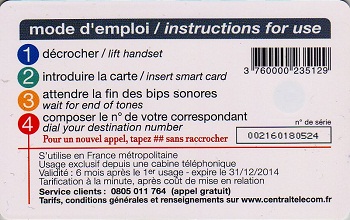 mode d'emploi / instructions for use
1 décrocher / lift handset
2 introduire la carte / insert smart card
3 attendre la fin des bips sonores
wait for end of tones
4 composer le n° de votre correspondant
dial your destination number
Pour un nouvel appel, tapez ## sans raccrocher
3 760000 235129
n° de série
002160180524
S'utilise en France métropolitaine
Usage exclusif depuis une cabine téléphonique
Validité : 6 mois après le 1er usage - expire le 31/12/2014
Tarification à la minute, après code en rest de choix.
Service clients : 0805 011 764 (appel gratuit)
Tarifs, conditions générales et renseignements : www.centraltelecom.fr